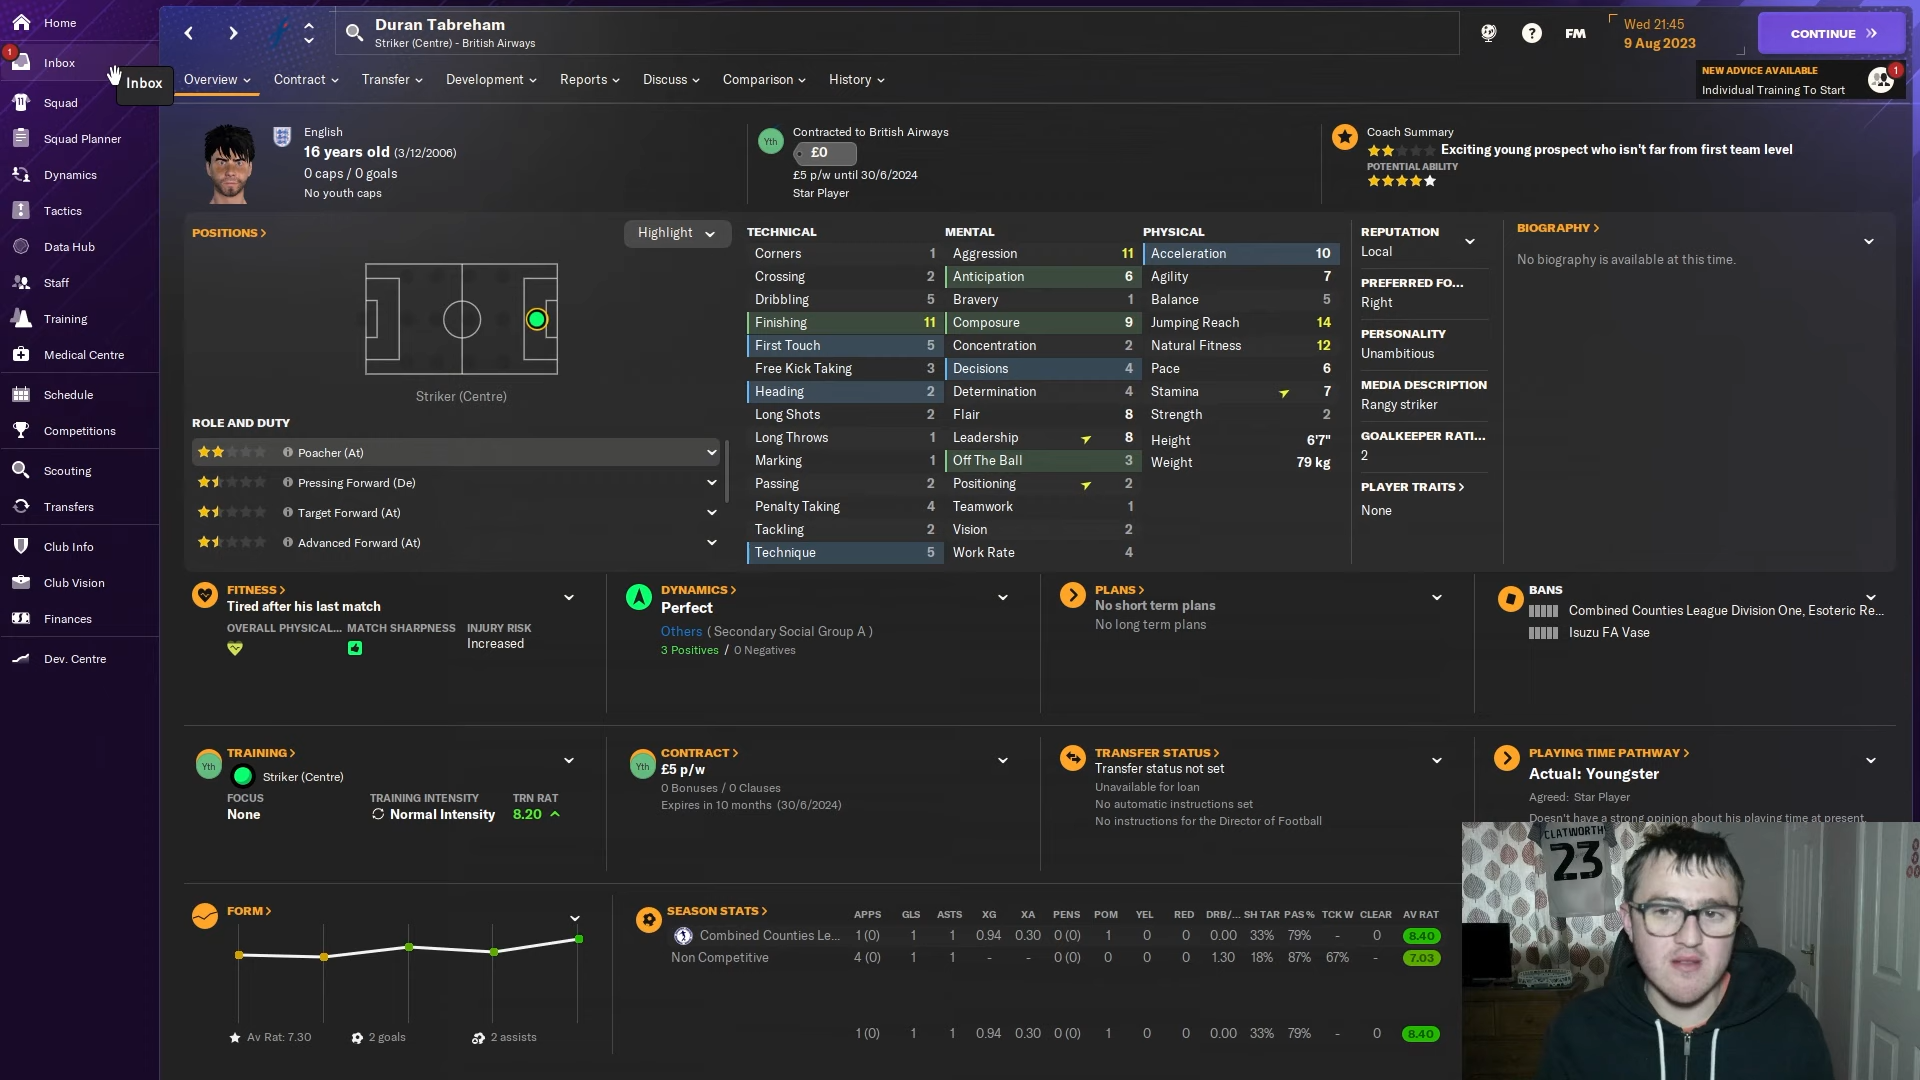 Home
1
Inbox
Inbox
Squad
Squad Planner
Dynamics
Tactics
Data Hub
Staff
Training
Medical Centre
Schedule
Competitions
Scouting
Transfers
Club Info
Club Vision
Finances
Dev. Centre
Duran Tabreham
Striker (Centre) - British Airways
?
FM
Wed 21:45
9 Aug 2023
CONTINUE
NEW ADVICE AVAILABLE
Individual Training To Start
1
Overview Contract Transfer Development Reports Discuss Comparison History
English
16 years old (3/12/2006)
0 caps / 0 goals
No youth caps
Yth
Contracted to British Airways
£0
£5 p/w until 30/6/2024
Star Player
Coach Summary
Exciting young prospect who isn't far from first team level
POTENTIAL ABILITY
POSITIONS >
Highlight
Striker (Centre)
ROLE AND DUTY
Poacher (At)
Pressing Forward (De)
Target Forward (At)
Advanced Forward (At)
TECHNICAL
Corners 1
Crossing 2
Dribbling 5
Finishing 11
First Touch 5
Free Kick Taking 3
Heading 2
Long Shots 2
Long Throws 1
Marking 1
Passing 2
Penalty Taking 4
Tackling 2
Technique 5
MENTAL
Aggression 11
Anticipation 6
Bravery 1
Composure 9
Concentration 2
Decisions 4
Determination 4
Flair 8
Leadership 8
Off The Ball 3
Positioning 2
Teamwork 1
Vision 2
Work Rate 4
PHYSICAL
Acceleration 10
Agility 7
Balance 5
Jumping Reach 14
Natural Fitness 12
Pace 6
Stamina 7
Strength 2
Height 6'7"
Weight 79 kg
REPUTATION
Local
PREFERRED FO...
Right
PERSONALITY
Unambitious
MEDIA DESCRIPTION
Rangy striker
GOALKEEPER RATI...
2
PLAYER TRAITS >
None
BIOGRAPHY >
No biography is available at this time.
FITNESS >
Tired after his last match
OVERALL PHYSICAL... MATCH SHARPNESS INJURY RISK
Increased
DYNAMICS >
Perfect
Others ( Secondary Social Group A )
3 Positives / 0 Negatives
PLANS >
No short term plans
No long term plans
BANS
Combined Counties League Division One, Esoteric Re...
Isuzu FA Vase
Yth
TRAINING >
Striker (Centre)
FOCUS TRAINING INTENSITY TRN RAT
None Normal Intensity 8.20
Yth
CONTRACT >
£5 p/w
0 Bonuses / 0 Clauses
Expires in 10 months (30/6/2024)
TRANSFER STATUS >
Transfer status not set
Unavailable for loan
No automatic instructions set
No instructions for the Director of Football
PLAYING TIME PATHWAY >
Actual: Youngster
Agreed: Star Player
Doesn't have a strong opinion about his playing time at present.
FORM >
Av Rat: 7.30 2 goals 2 assists
SEASON STATS > APPS GLS ASTS XG XA PENS POM YEL RED DRB/... SH TAR PAS % TCK W CLEAR AV RAT
Combined Counties Le... 1 (0) 1 1 0.94 0.30 0 (0) 1 0 0 0.00 33% 79% - 0 8.40
Non Competitive 4 (0) 1 1 - - 0 (0) 0 0 0 1.30 18% 87% 67% - 7.03
1 (0) 1 1 0.94 0.30 0 (0) 1 0 0 0.00 33% 79% - 0 8.40
CLATWORTHY
23